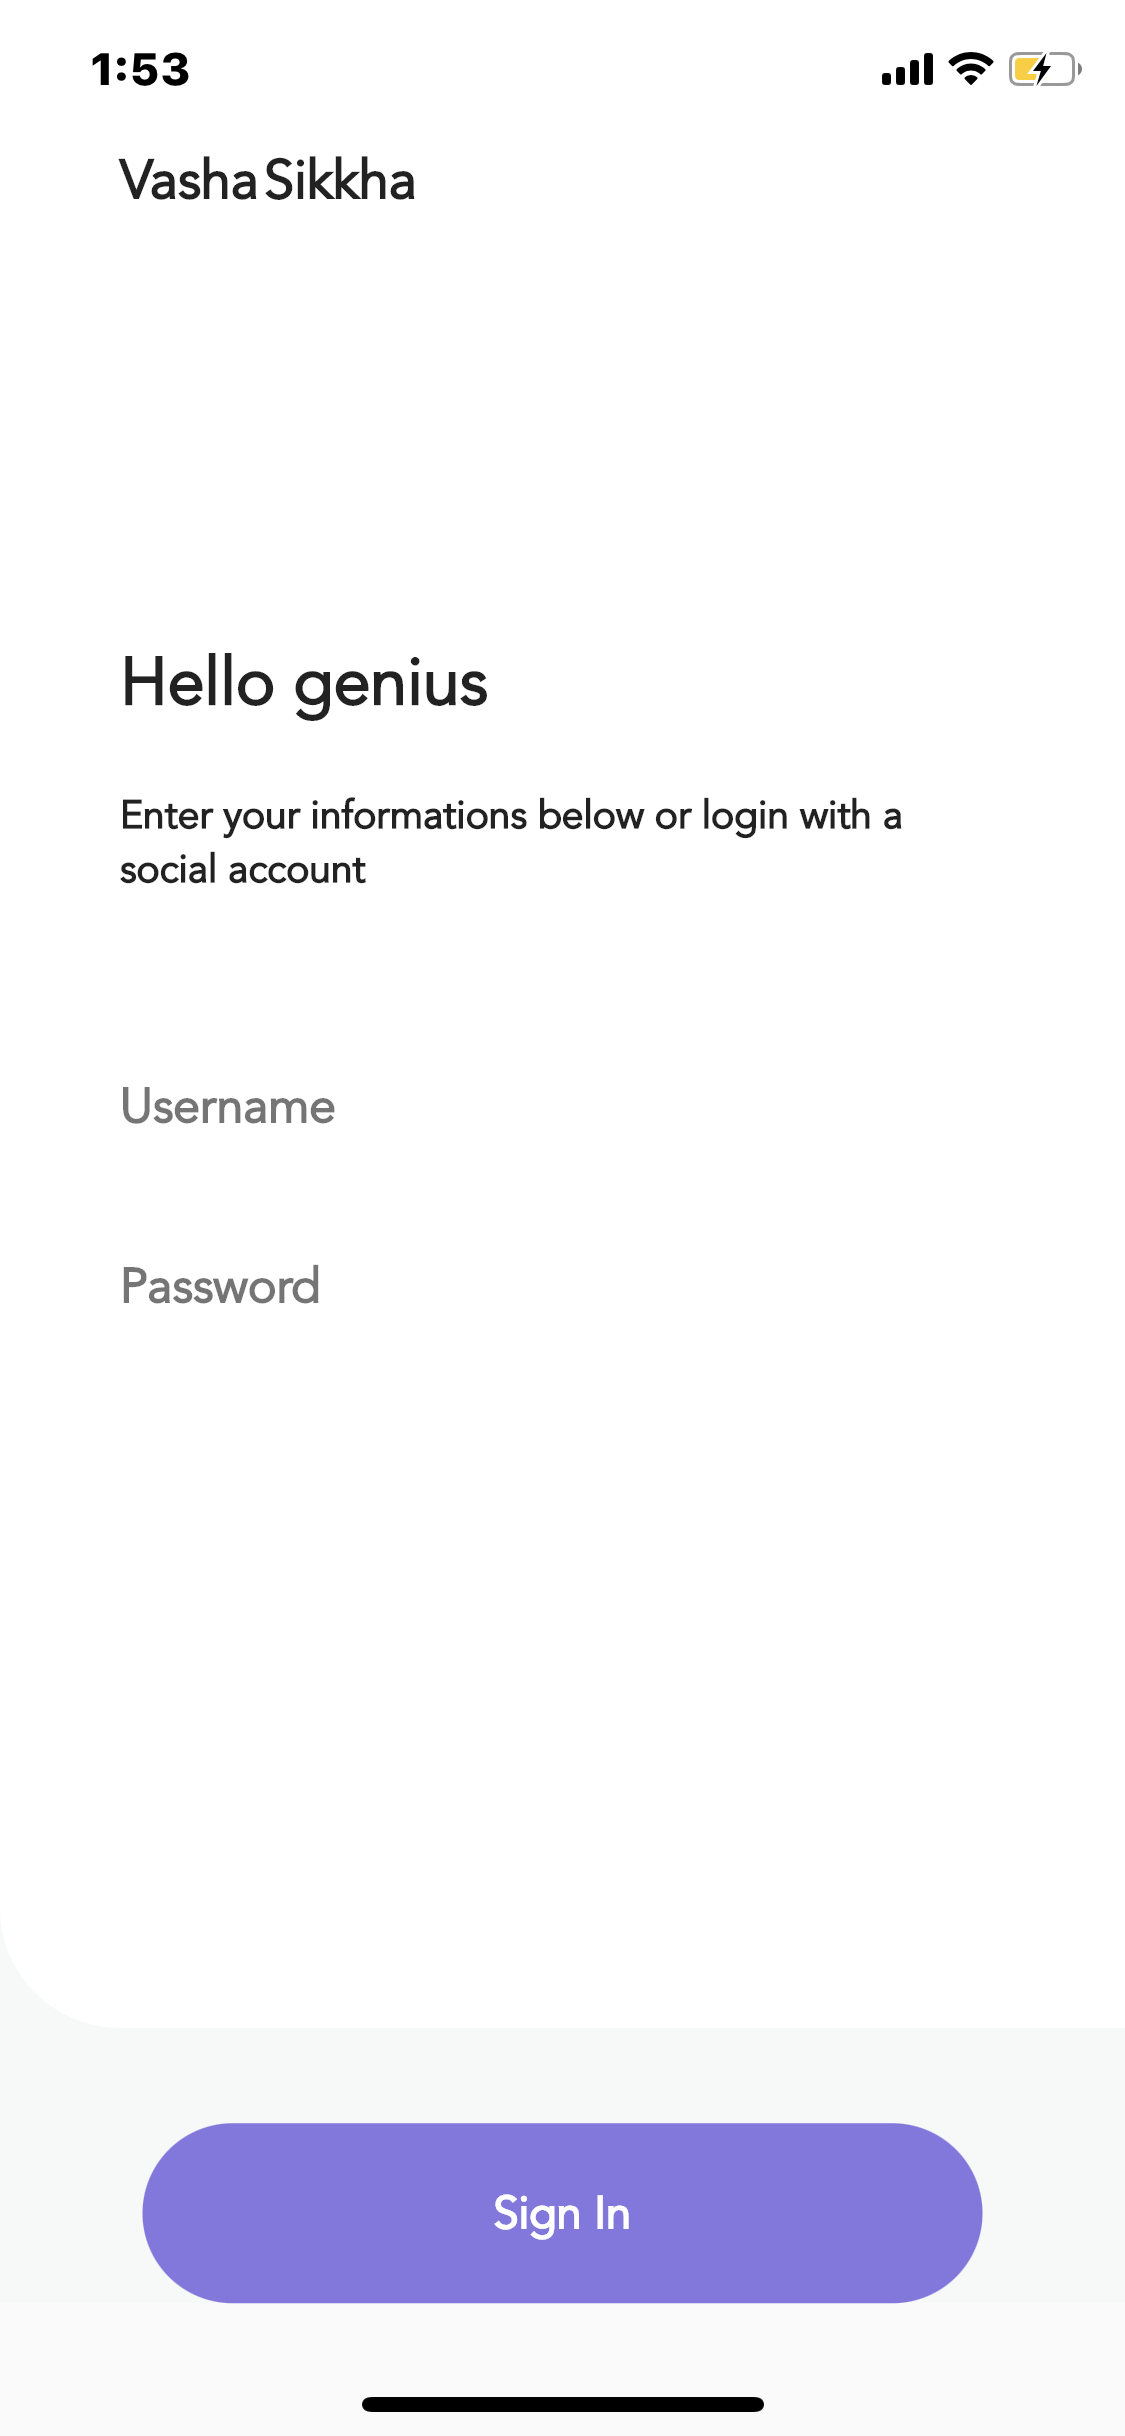 1:53
Vasha Sikkha
Hello genius
Enter your informations below or login with a
social account
Username
Password
Sign In